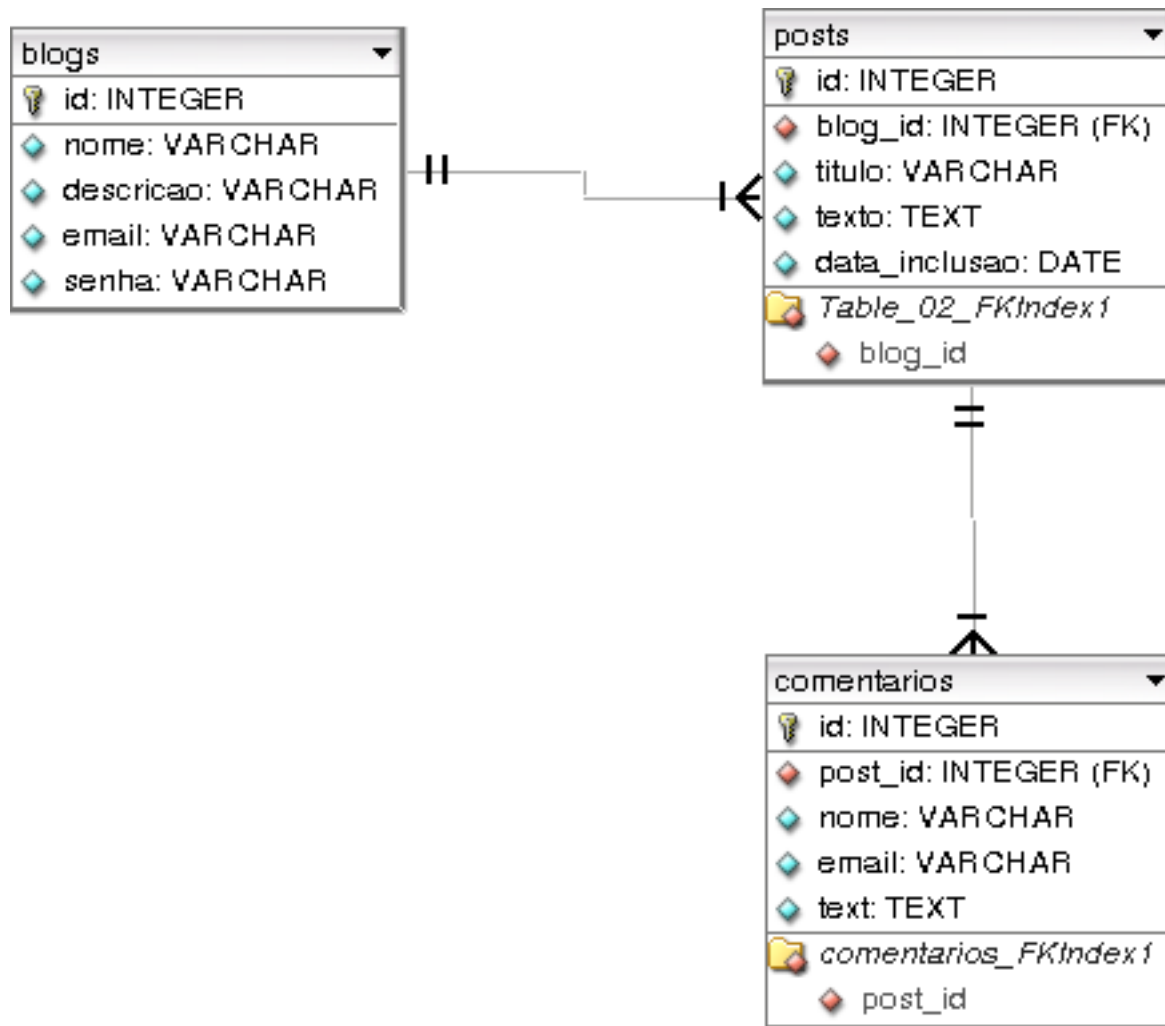 blogs
id: INTEGER
nome: VARCHAR
descricao: VARCHAR
email: VARCHAR
senha: VARCHAR
posts
id: INTEGER
blog_id: INTEGER (FK)
titulo: VARCHAR
texto: TEXT
data_inclusao: DATE
Table_02_FKIndex1
blog_id
comentarios
id: INTEGER
post_id: INTEGER (FK)
nome: VARCHAR
email: VARCHAR
text: TEXT
comentarios_FKIndex1
post_id